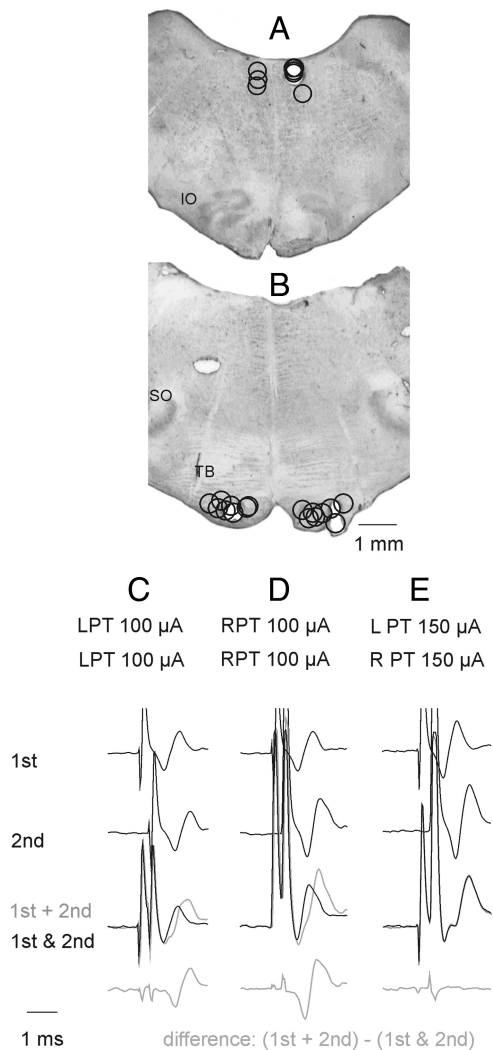 A
IO
B
SO
TB
1 mm
C D E
LPT 100 µA RPT 100 µA L PT 150 µA
LPT 100 µA RPT 100 µA R PT 150 µA
1st
2nd
1st + 2nd
1st & 2nd
1 ms
difference: (1st + 2nd) - (1st & 2nd)